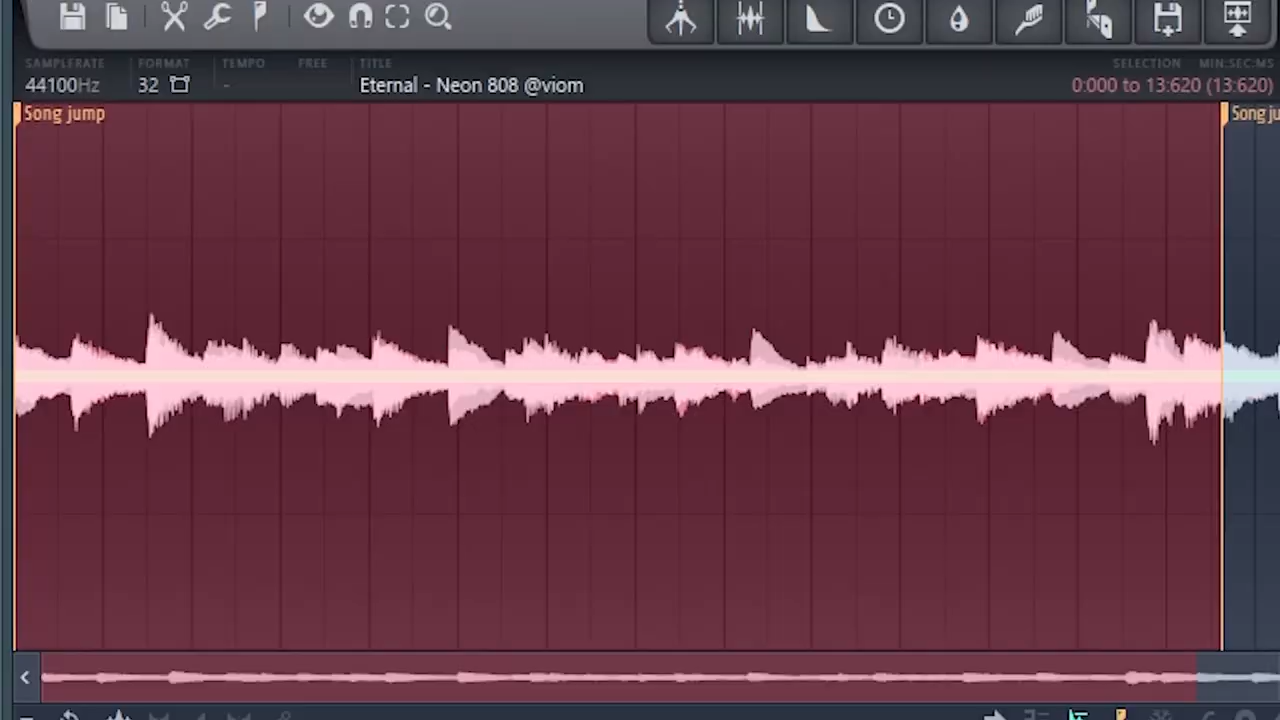 SAMPLERATE FORMAT TEMPO FREE TITLE SELECTION MIN:SEC:MS
44100Hz 32 - Eternal - Neon 808 @viom 0:000 to 13:620 (13:620)
Song jump Song ju